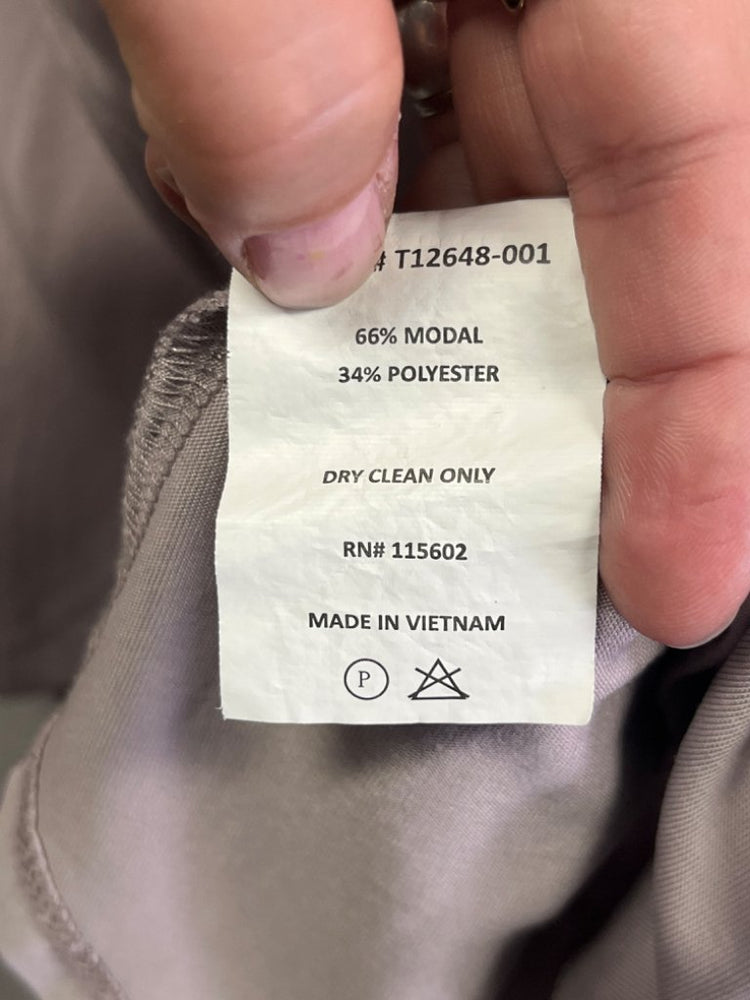 # T12648-001
66% MODAL
34% POLYESTER
DRY CLEAN ONLY
RN# 115602
MADE IN VIETNAM
P